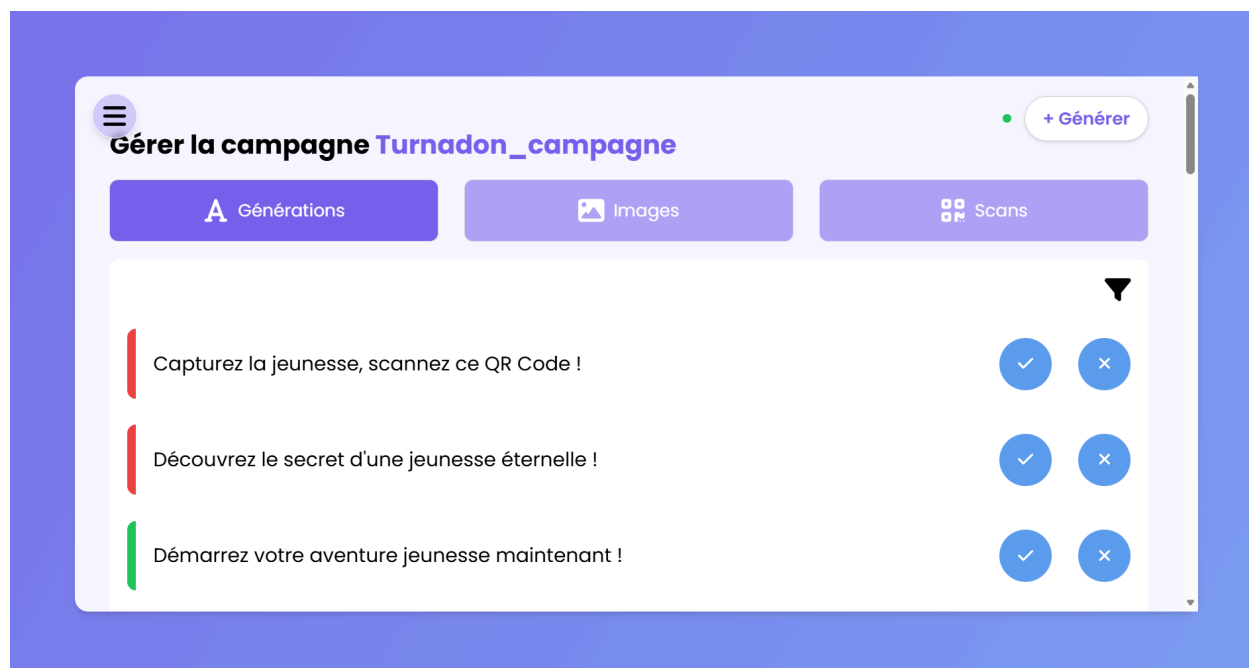 + Générer
Gérer la campagne Turnadon_campagne
Générations
Images
Scans
Capturez la jeunesse, scannez ce QR Code !
Découvrez le secret d'une jeunesse éternelle !
Démarrez votre aventure jeunesse maintenant !